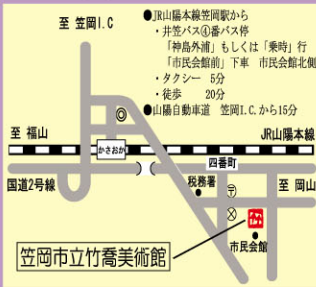 至 笠岡I.C
●JR山陽本線笠岡駅から
・井笠バス④番バス停
「神島外浦」もしくは「乗時」行
「市民会館前」下車 市民会館北側
・タクシー 5分
・徒歩 20分
●山陽自動車道 笠岡I.C.から15分
至 福山
JR山陽本線
かさおか
四番町
国道2号線
税務署
至 岡山
笠岡市立竹喬美術館
市民会館